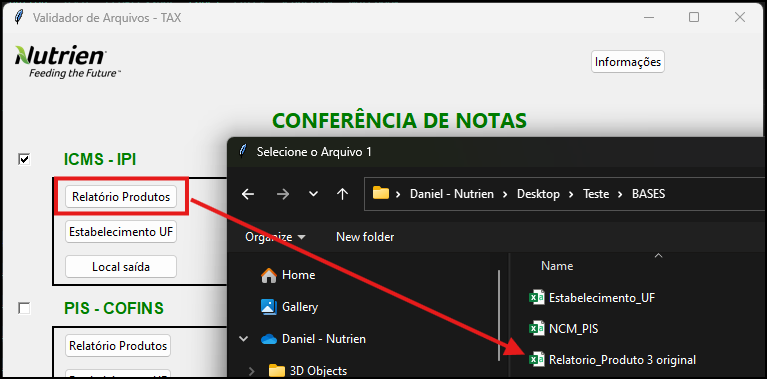 Validador de Arquivos - TAX
Nutrien
Feeding the Future™
Informações
CONFERÊNCIA DE NOTAS
ICMS - IPI
Relatório Produtos
Estabelecimento UF
Local saída
PIS - COFINS
Relatório Produtos
Selecione o Arquivo 1
Daniel - Nutrien > Desktop > Teste > BASES
Organize New folder
Home
Gallery
Daniel - Nutrien
3D Objects
Name
Estabelecimento_UF
NCM_PIS
Relatorio_Produto 3 original